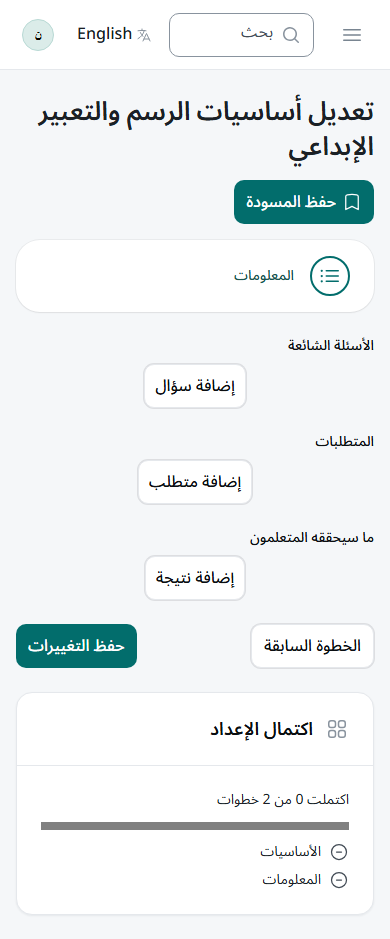 بحث
English
ن
تعديل أساسيات الرسم والتعبير
الإبداعي
حفظ المسودة
المعلومات
الأسئلة الشائعة
إضافة سؤال
المتطلبات
إضافة متطلب
ما سيحققه المتعلمون
إضافة نتيجة
الخطوة السابقة
حفظ التغييرات
اكتمال الإعداد
اكتملت 0 من 2 خطوات
الأساسيات
المعلومات